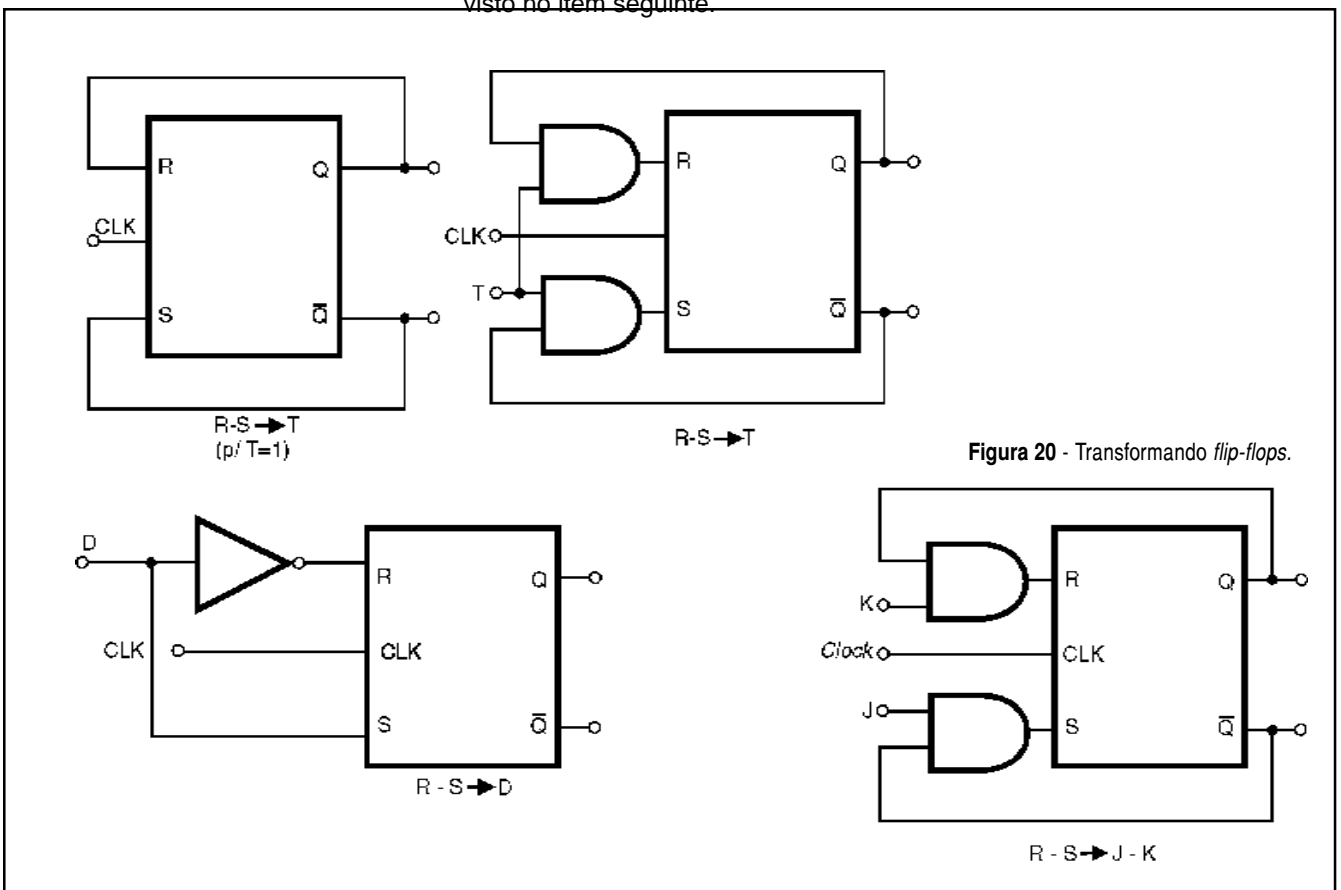 visto no item seguinte.
R
Q
CLK
S
Q̅
R-S→T
(p/ T=1)
R
Q
CLK
T
S
Q̅
R-S→T
Figura 20 - Transformando flip-flops.
D
R
Q
CLK
CLK
S
Q̅
R - S→D
R
Q
K
Clock
CLK
J
S
Q̅
R - S→J - K